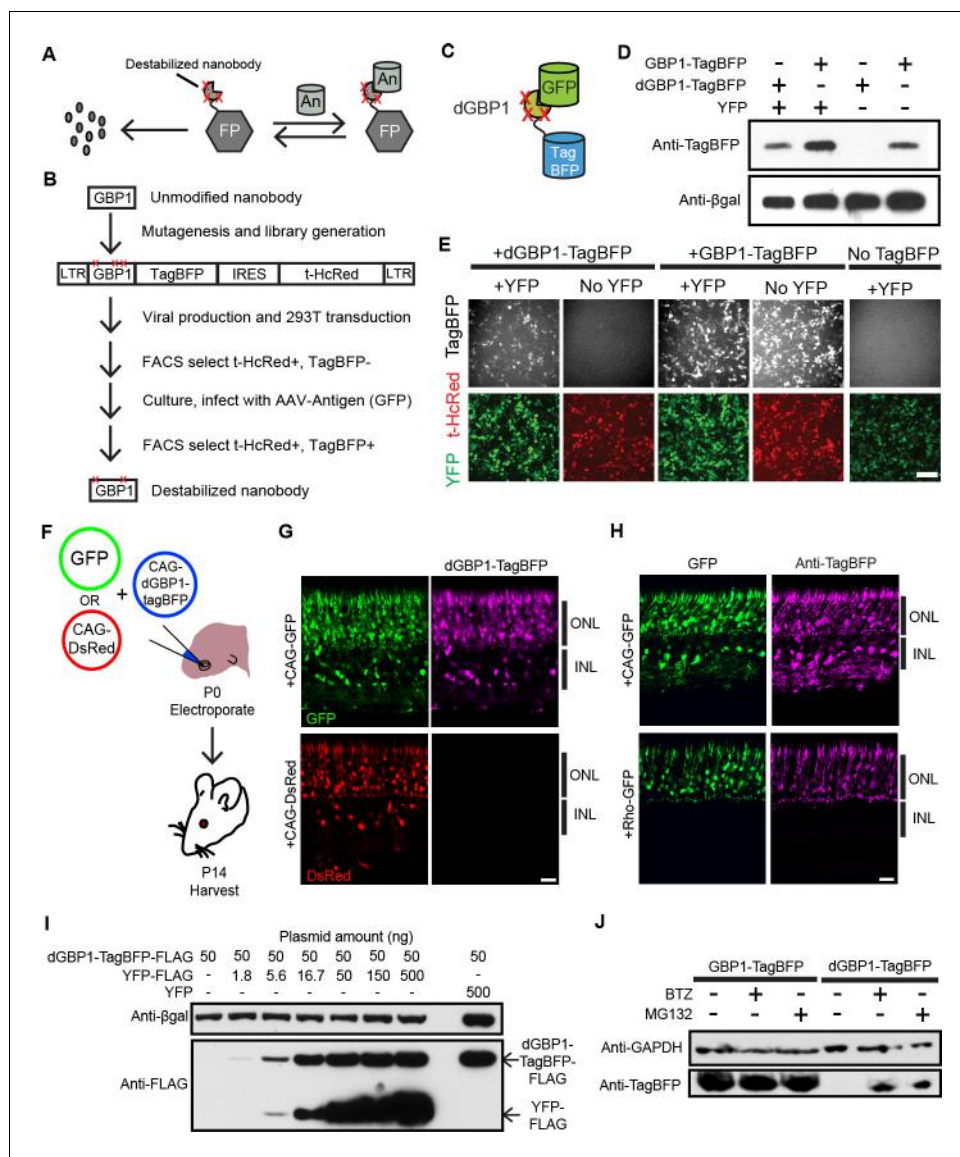 A
Destabilized nanobody
An
An
FP
FP
B
GBP1
Unmodified nanobody
Mutagenesis and library generation
LTR
GBP1
TagBFP
IRES
t-HcRed
LTR
Viral production and 293T transduction
FACS select t-HcRed+, TagBFP-
Culture, infect with AAV-Antigen (GFP)
FACS select t-HcRed+, TagBFP+
GBP1
Destabilized nanobody
C
dGBP1
GFP
Tag
BFP
D
GBP1-TagBFP - + - +
dGBP1-TagBFP + - + -
YFP + + - -
Anti-TagBFP
Anti-βgal
E
+dGBP1-TagBFP
+GBP1-TagBFP
No TagBFP
+YFP
No YFP
+YFP
No YFP
+YFP
TagBFP
YFP t-HcRed
F
GFP
OR
CAG-
DsRed
+
CAG-
dGBP1-
tagBFP
P0
Electroporate
P14
Harvest
G
dGBP1-TagBFP
+CAG-GFP
GFP
ONL
INL
+CAG-DsRed
DsRed
ONL
INL
H
GFP
Anti-TagBFP
+CAG-GFP
ONL
INL
+Rho-GFP
ONL
INL
I
Plasmid amount (ng)
dGBP1-TagBFP-FLAG 50 50 50 50 50 50 50 50
YFP-FLAG - 1.8 5.6 16.7 50 150 500 -
YFP 500
Anti-βgal
Anti-FLAG
dGBP1-
TagBFP-
FLAG
YFP-
FLAG
J
GBP1-TagBFP
dGBP1-TagBFP
BTZ - + - - + -
MG132 - - + - - +
Anti-GAPDH
Anti-TagBFP